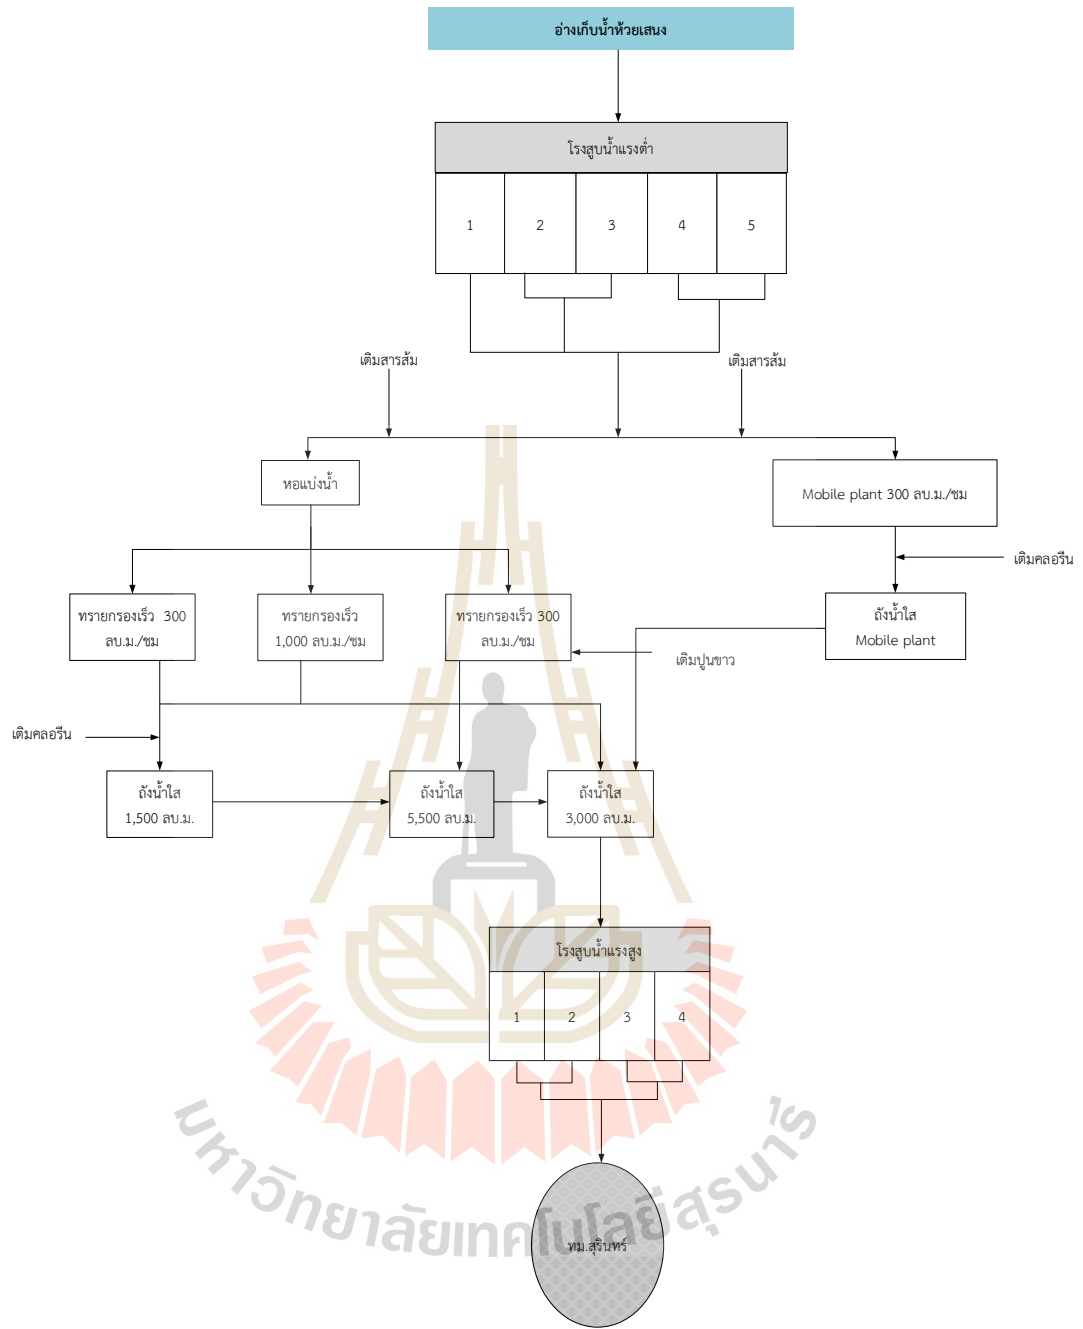 อ่างเก็บน้ำห้วยเสนง
โรงสูบน้ำแรงต่ำ
1 2 3 4 5
เติมสารส้ม
เติมสารส้ม
หอแบ่งน้ำ
Mobile plant 300 ลบ.ม./ชม
เติมคลอรีน
ทรายกรองเร็ว 300
ลบ.ม./ชม
ทรายกรองเร็ว
1,000 ลบ.ม./ชม
ทรายกรองเร็ว 300
ลบ.ม./ชม
ถังน้ำใส
Mobile plant
เติมปูนขาว
เติมคลอรีน
ถังน้ำใส
1,500 ลบ.ม.
ถังน้ำใส
5,500 ลบ.ม.
ถังน้ำใส
3,000 ลบ.ม.
โรงสูบน้ำแรงสูง
1 2 3 4
ทม.สุรินทร์
มหาวิทยาลัยเทคโนโลยีสุรนารี